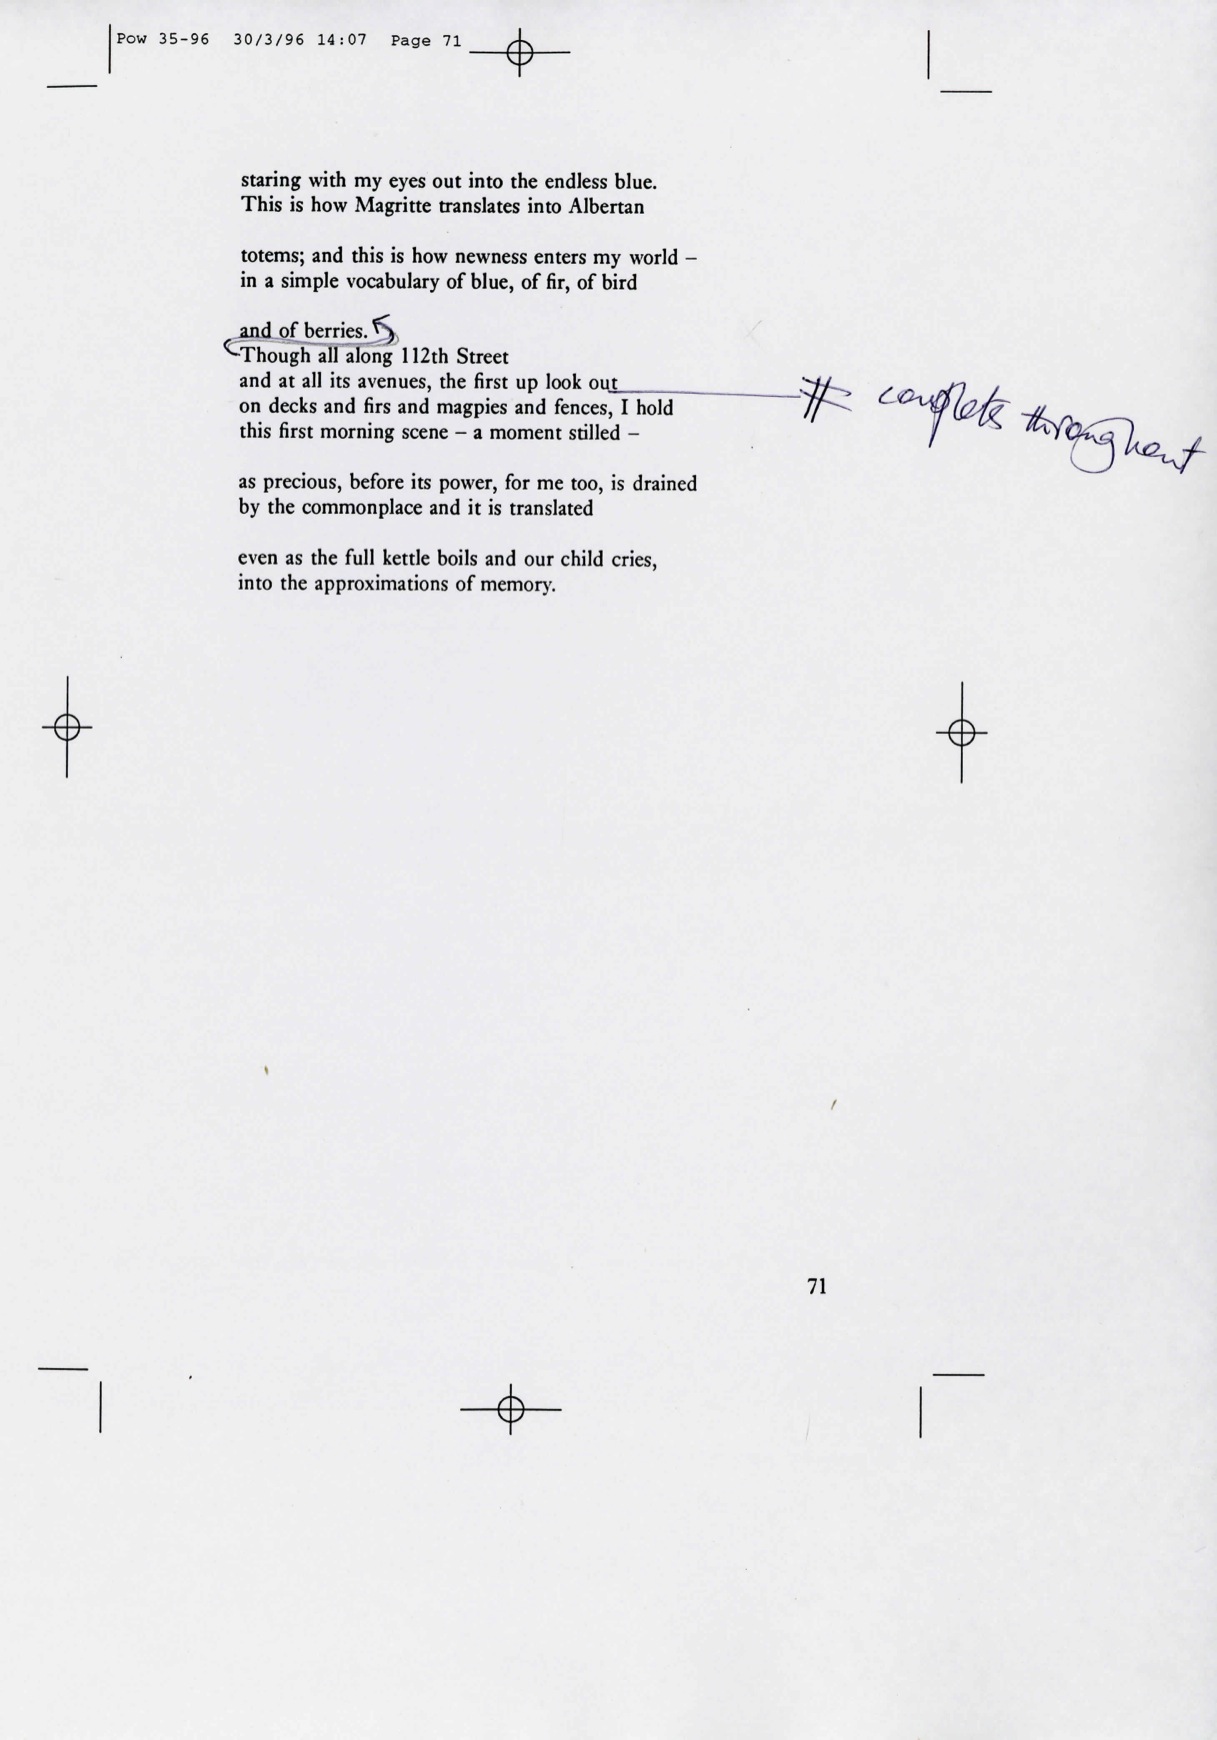 Pow 35-96 30/3/96 14:07 Page 71
staring with my eyes out into the endless blue.
This is how Magritte translates into Albertan
totems; and this is how newness enters my world –
in a simple vocabulary of blue, of fir, of bird
and of berries.
Though all along 112th Street
and at all its avenues, the first up look out
# couplets throughout
on decks and firs and magpies and fences, I hold
this first morning scene – a moment stilled –
as precious, before its power, for me too, is drained
by the commonplace and it is translated
even as the full kettle boils and our child cries,
into the approximations of memory.
71